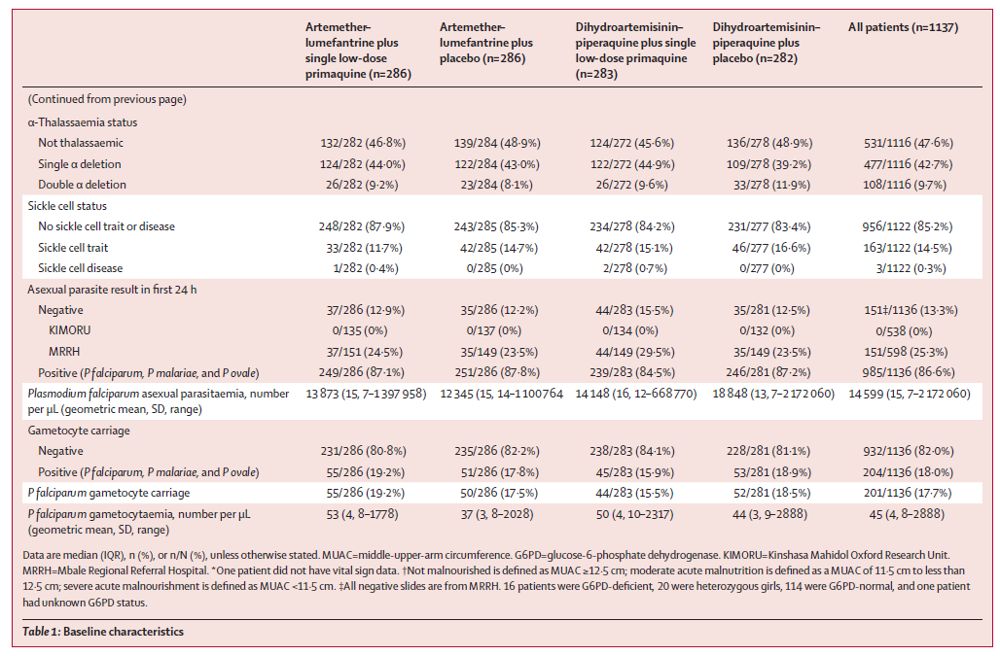 Artemether–lumefantrine plus single low-dose primaquine (n=286) Artemether–lumefantrine plus placebo (n=286) Dihydroartemisinin–piperaquine plus single low-dose primaquine (n=283) Dihydroartemisinin–piperaquine plus placebo (n=282) All patients (n=1137)
(Continued from previous page)
α-Thalassaemia status
Not thalassaemic 132/282 (46·8%) 139/284 (48·9%) 124/272 (45·6%) 136/278 (48·9%) 531/1116 (47·6%)
Single α deletion 124/282 (44·0%) 122/284 (43·0%) 122/272 (44·9%) 109/278 (39·2%) 477/1116 (42·7%)
Double α deletion 26/282 (9·2%) 23/284 (8·1%) 26/272 (9·6%) 33/278 (11·9%) 108/1116 (9·7%)
Sickle cell status
No sickle cell trait or disease 248/282 (87·9%) 243/285 (85·3%) 234/278 (84·2%) 231/277 (83·4%) 956/1122 (85·2%)
Sickle cell trait 33/282 (11·7%) 42/285 (14·7%) 42/278 (15·1%) 46/277 (16·6%) 163/1122 (14·5%)
Sickle cell disease 1/282 (0·4%) 0/285 (0%) 2/278 (0·7%) 0/277 (0%) 3/1122 (0·3%)
Asexual parasite result in first 24 h
Negative 37/286 (12·9%) 35/286 (12·2%) 44/283 (15·5%) 35/281 (12·5%) 151‡/1136 (13·3%)
KIMORU 0/135 (0%) 0/137 (0%) 0/134 (0%) 0/132 (0%) 0/538 (0%)
MRRH 37/151 (24·5%) 35/149 (23·5%) 44/149 (29·5%) 35/149 (23·5%) 151/598 (25·3%)
Positive (P falciparum, P malariae, and P ovale) 249/286 (87·1%) 251/286 (87·8%) 239/283 (84·5%) 246/281 (87·2%) 985/1136 (86·6%)
Plasmodium falciparum asexual parasitaemia, number 13 873 (15, 7–1 397 958) 12 345 (15, 14–1 100 764 14 148 (16, 12–668 770) 18 848 (13, 7–2 172 060) 14 599 (15, 7–2 172 060)
per μL (geometric mean, SD, range)
Gametocyte carriage
Negative 231/286 (80·8%) 235/286 (82·2%) 238/283 (84·1%) 228/281 (81·1%) 932/1136 (82·0%)
Positive (P falciparum, P malariae, and P ovale) 55/286 (19·2%) 51/286 (17·8%) 45/283 (15·9%) 53/281 (18·9%) 204/1136 (18·0%)
P falciparum gametocyte carriage 55/286 (19·2%) 50/286 (17·5%) 44/283 (15·5%) 52/281 (18·5%) 201/1136 (17·7%)
P falciparum gametocytaemia, number per μL 53 (4, 8–1778) 37 (3, 8–2028) 50 (4, 10–2317) 44 (3, 9–2888) 45 (4, 8–2888)
(geometric mean, SD, range)
Data are median (IQR), n (%), or n/N (%), unless otherwise stated. MUAC=middle-upper-arm circumference. G6PD=glucose-6-phosphate dehydrogenase. KIMORU=Kinshasa Mahidol Oxford Research Unit.
MRRH=Mbale Regional Referral Hospital. *One patient did not have vital sign data. †Not malnourished is defined as MUAC ≥12·5 cm; moderate acute malnutrition is defined as a MUAC of 11·5 cm to less than
12·5 cm; severe acute malnourishment is defined as MUAC <11·5 cm. ‡All negative slides are from MRRH. 16 patients were G6PD-deficient, 20 were heterozygous girls, 114 were G6PD-normal, and one patient
had unknown G6PD status.
Table 1: Baseline characteristics